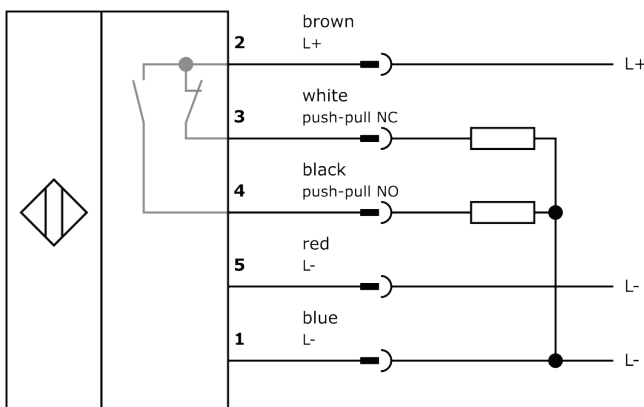 brown
2 L+ L+
white
3 push-pull NC
black
4 push-pull NO
red
5 L- L-
blue
1 L- L-